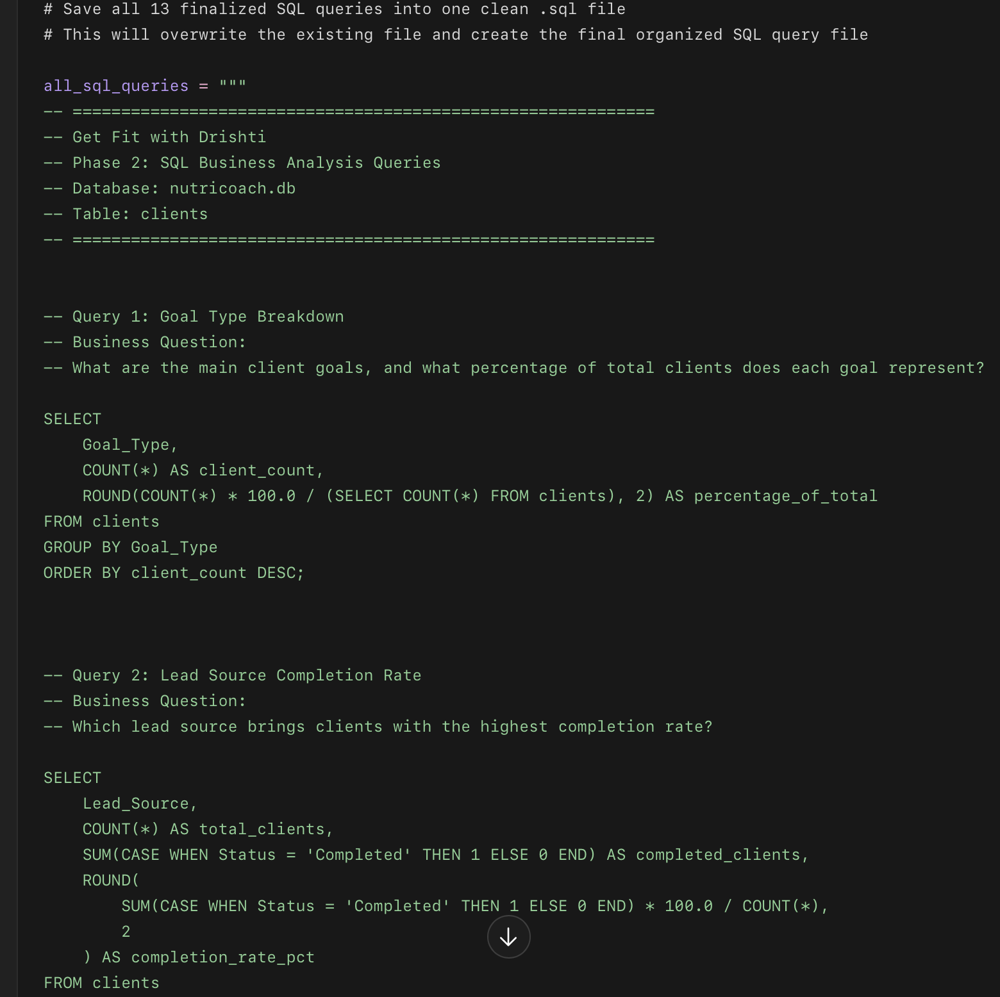 # Save all 13 finalized SQL queries into one clean .sql file
# This will overwrite the existing file and create the final organized SQL query file
all_sql_queries = """
-- ============================================================
-- Get Fit with Drishti
-- Phase 2: SQL Business Analysis Queries
-- Database: nutricoach.db
-- Table: clients
-- ============================================================
-- Query 1: Goal Type Breakdown
-- Business Question:
-- What are the main client goals, and what percentage of total clients does each goal represent?
SELECT
    Goal_Type,
    COUNT(*) AS client_count,
    ROUND(COUNT(*) * 100.0 / (SELECT COUNT(*) FROM clients), 2) AS percentage_of_total
FROM clients
GROUP BY Goal_Type
ORDER BY client_count DESC;
-- Query 2: Lead Source Completion Rate
-- Business Question:
-- Which lead source brings clients with the highest completion rate?
SELECT
    Lead_Source,
    COUNT(*) AS total_clients,
    SUM(CASE WHEN Status = 'Completed' THEN 1 ELSE 0 END) AS completed_clients,
    ROUND(
        SUM(CASE WHEN Status = 'Completed' THEN 1 ELSE 0 END) * 100.0 / COUNT(*),
        2
    ) AS completion_rate_pct
FROM clients